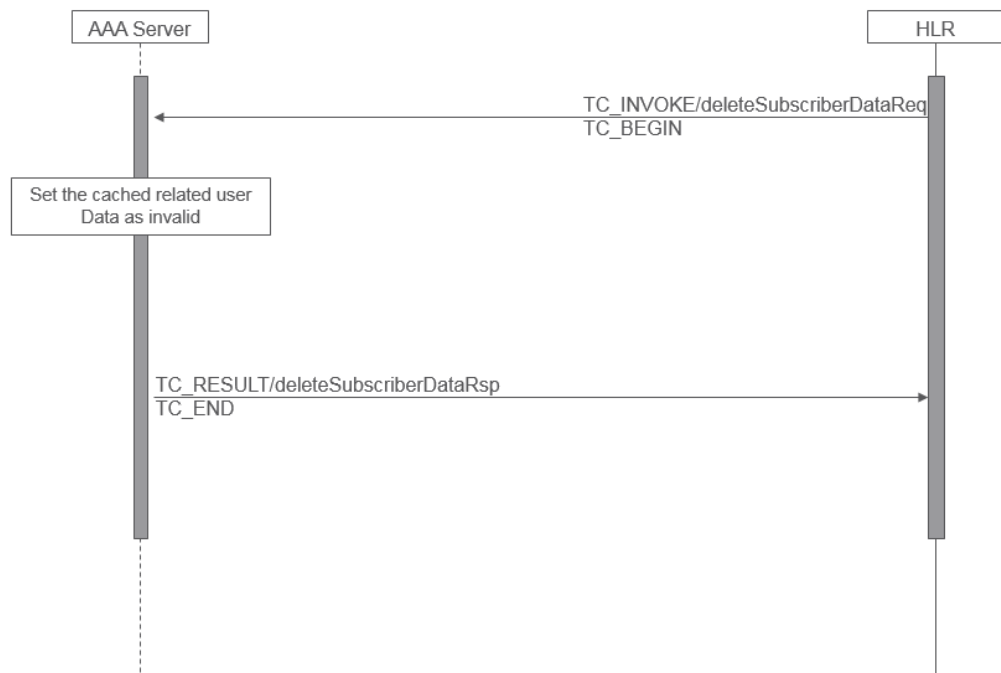 AAA Server
HLR
TC_INVOKE/deleteSubscriberDataReq
TC_BEGIN
Set the cached related user
Data as invalid
TC_RESULT/deleteSubscriberDataRsp
TC_END